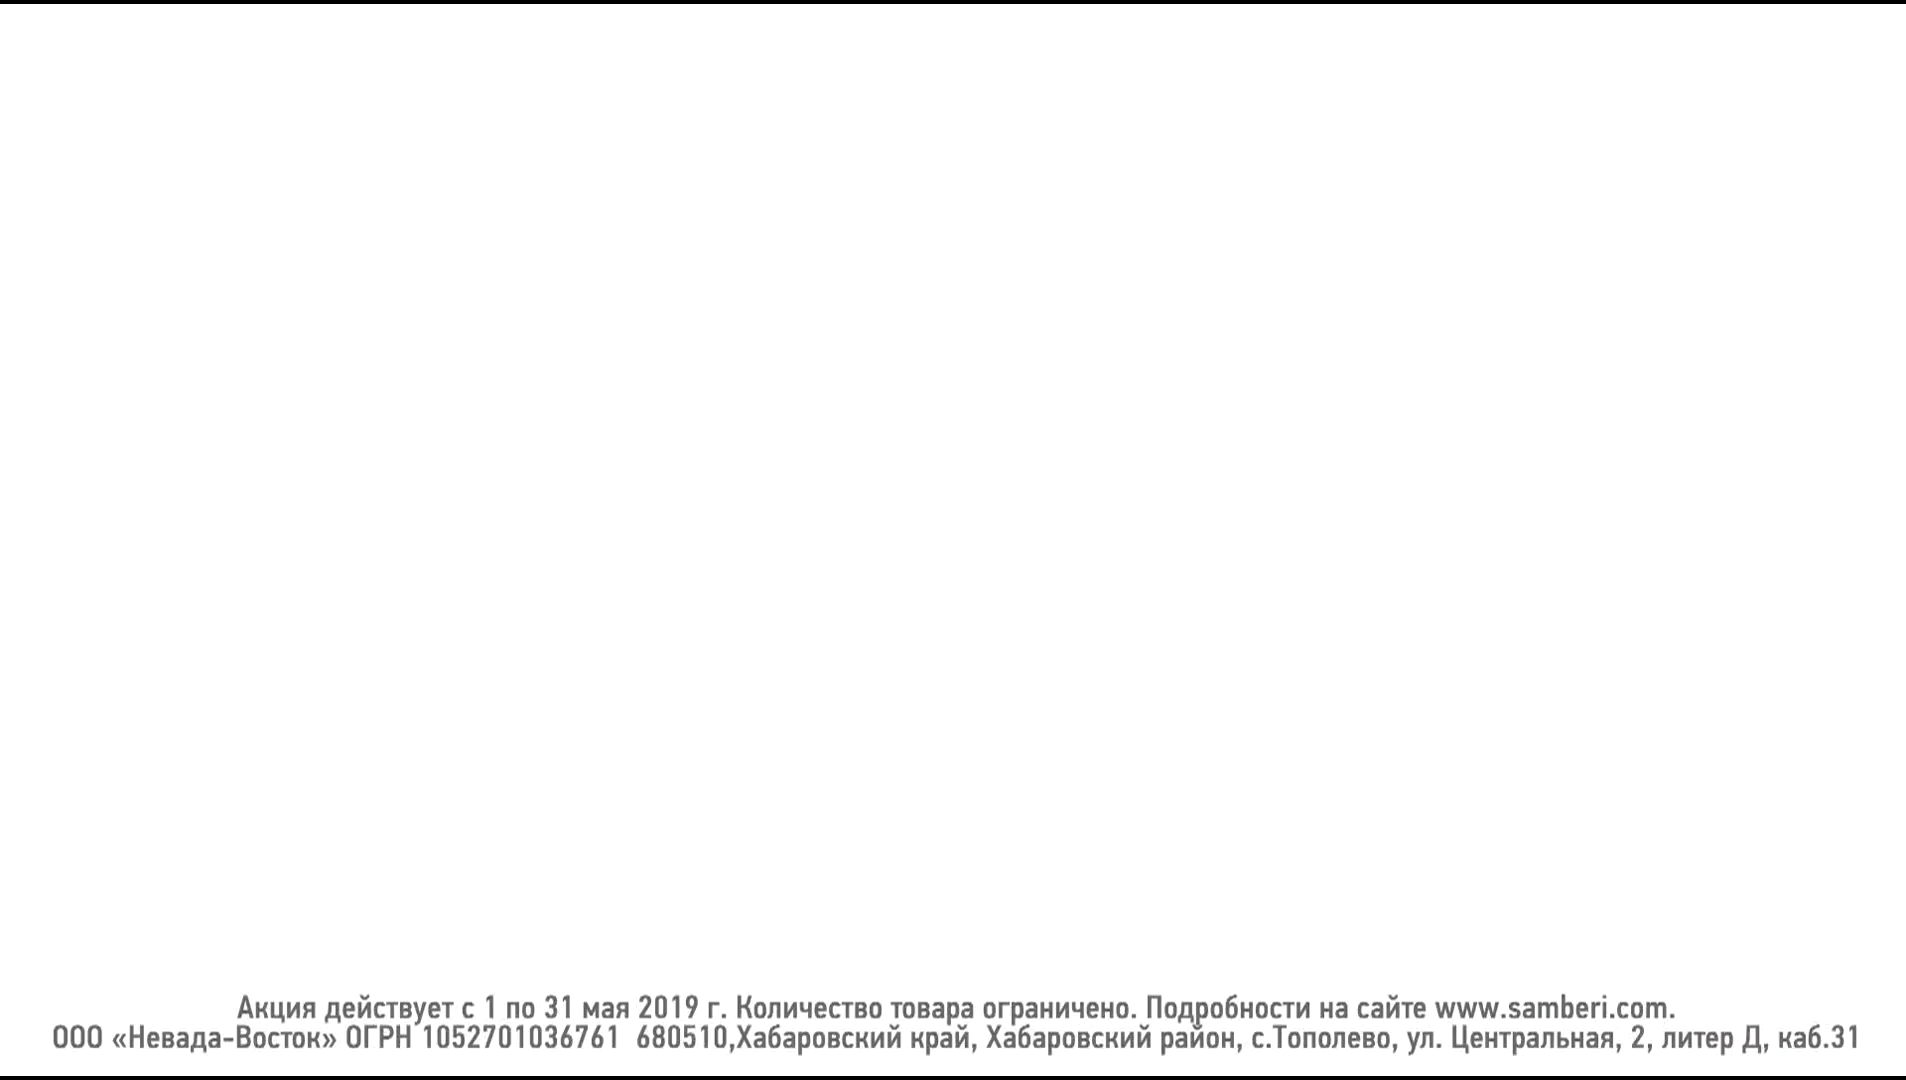 Акция действует с 1 по 31 мая 2019 г. Количество товара ограничено. Подробности на сайте www.samberi.com.
ООО «Невада-Восток» ОГРН 1052701036761  680510,Хабаровский край, Хабаровский район, с.Тополево, ул. Центральная, 2, литер Д, каб.31